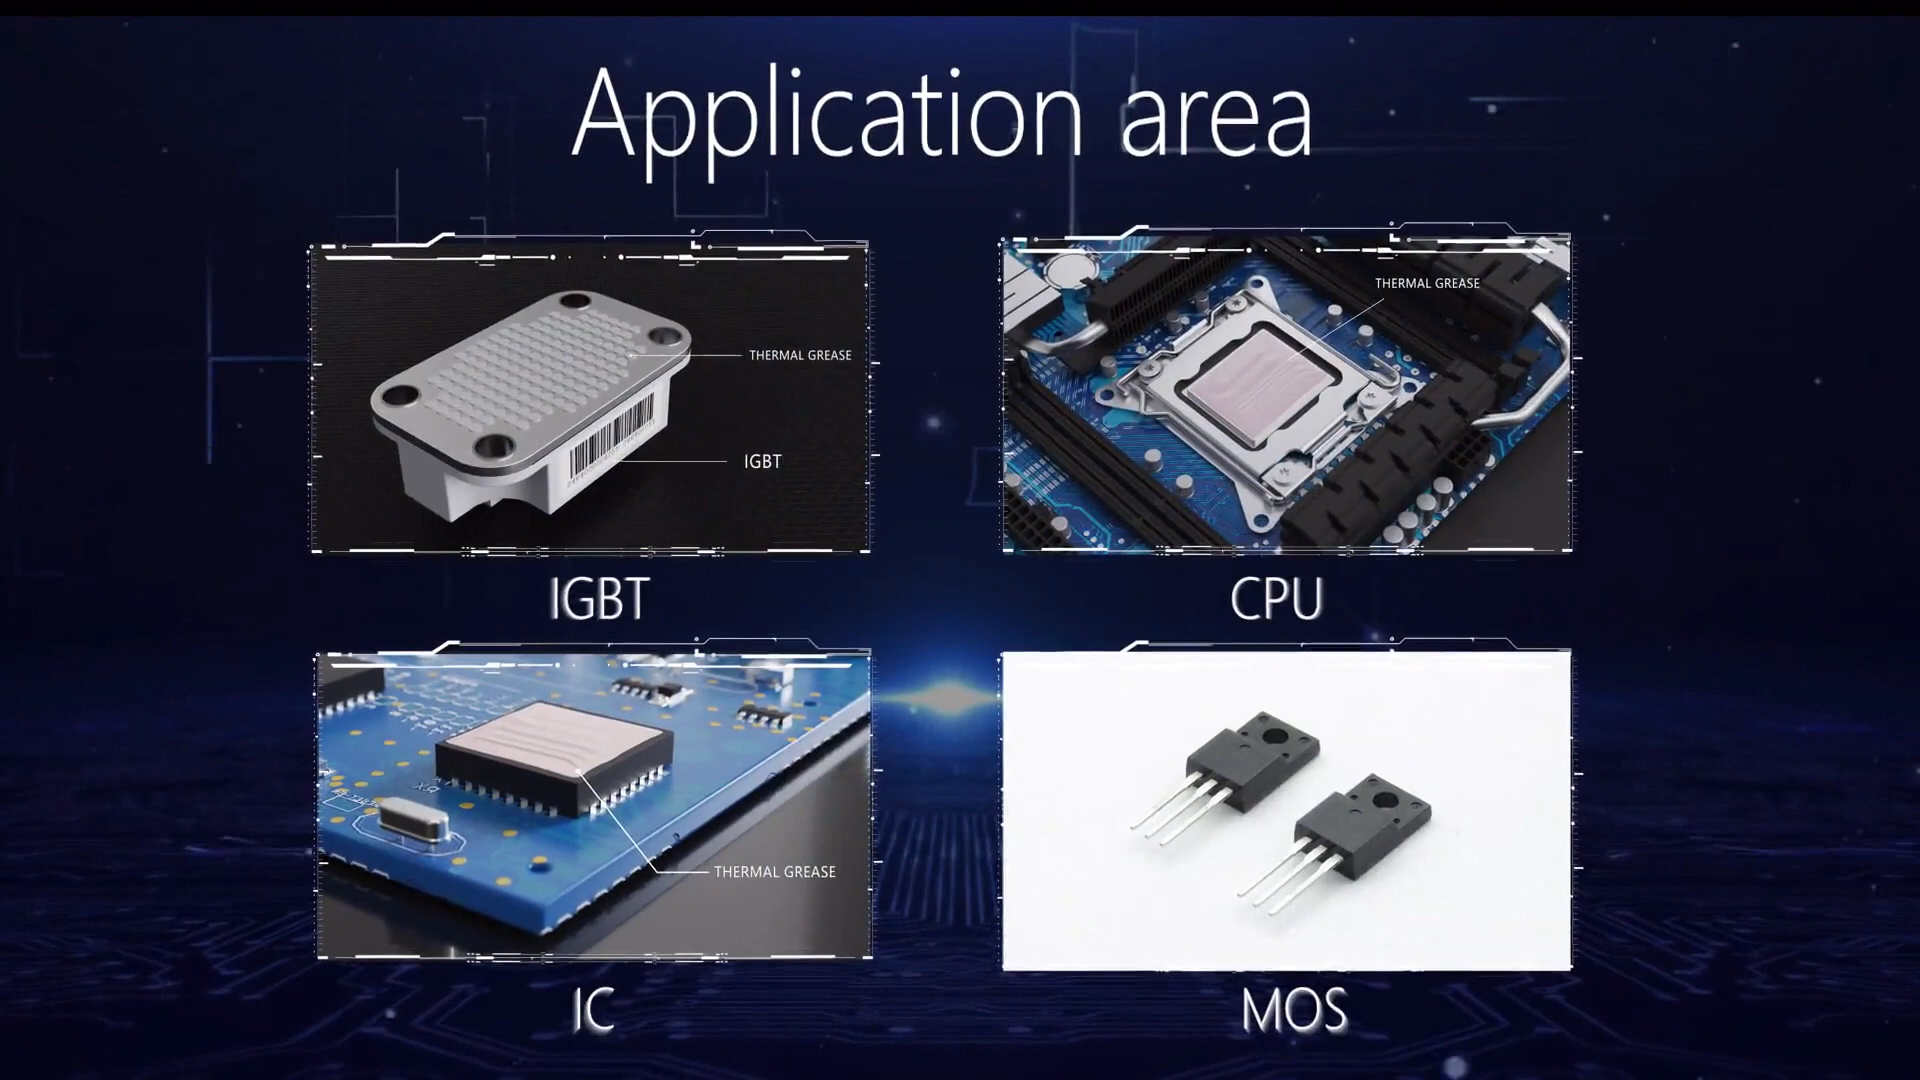 Application area
THERMAL GREASE
IGBT
THERMAL GREASE
IGBT
CPU
THERMAL GREASE
IC
MOS